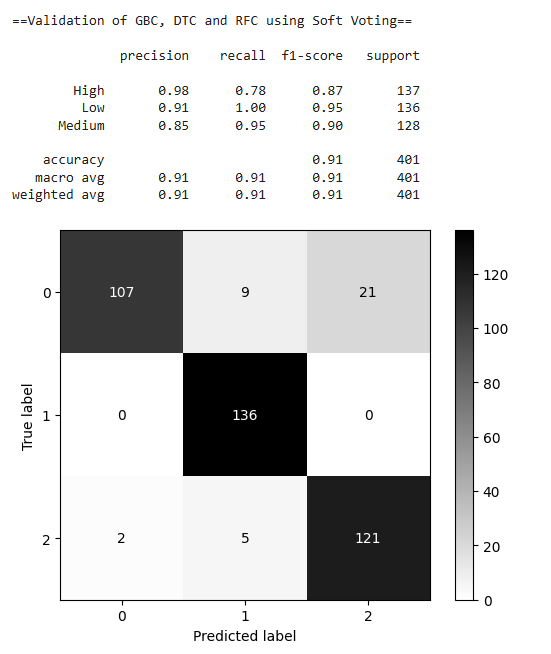 ==Validation of GBC, DTC and RFC using Soft Voting==
precision recall f1-score support
High 0.98 0.78 0.87 137
Low 0.91 1.00 0.95 136
Medium 0.85 0.95 0.90 128
accuracy 0.91 401
macro avg 0.91 0.91 0.91 401
weighted avg 0.91 0.91 0.91 401
0 107 9 21
1 0 136 0
2 2 5 121
0 1 2
True label
Predicted label
120
100
80
60
40
20
0